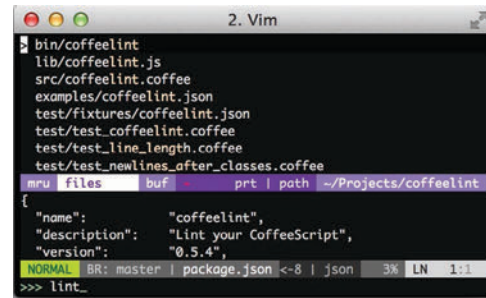 2. Vim
> bin/coffeelint
lib/coffeelint.js
src/coffeelint.coffee
examples/coffeelint.json
test/fixtures/coffeelint.json
test/test_coffeelint.coffee
test/test_line_length.coffee
test/test_newlines_after_classes.coffee
mru files buf prt | path ~/Projects/coffeelint
{
"name": "coffeelint",
"description": "Lint your CoffeeScript",
"version": "0.5.4",
NORMAL BR: master | package.json <-8 | json 3% LN 1:1
>>> lint_